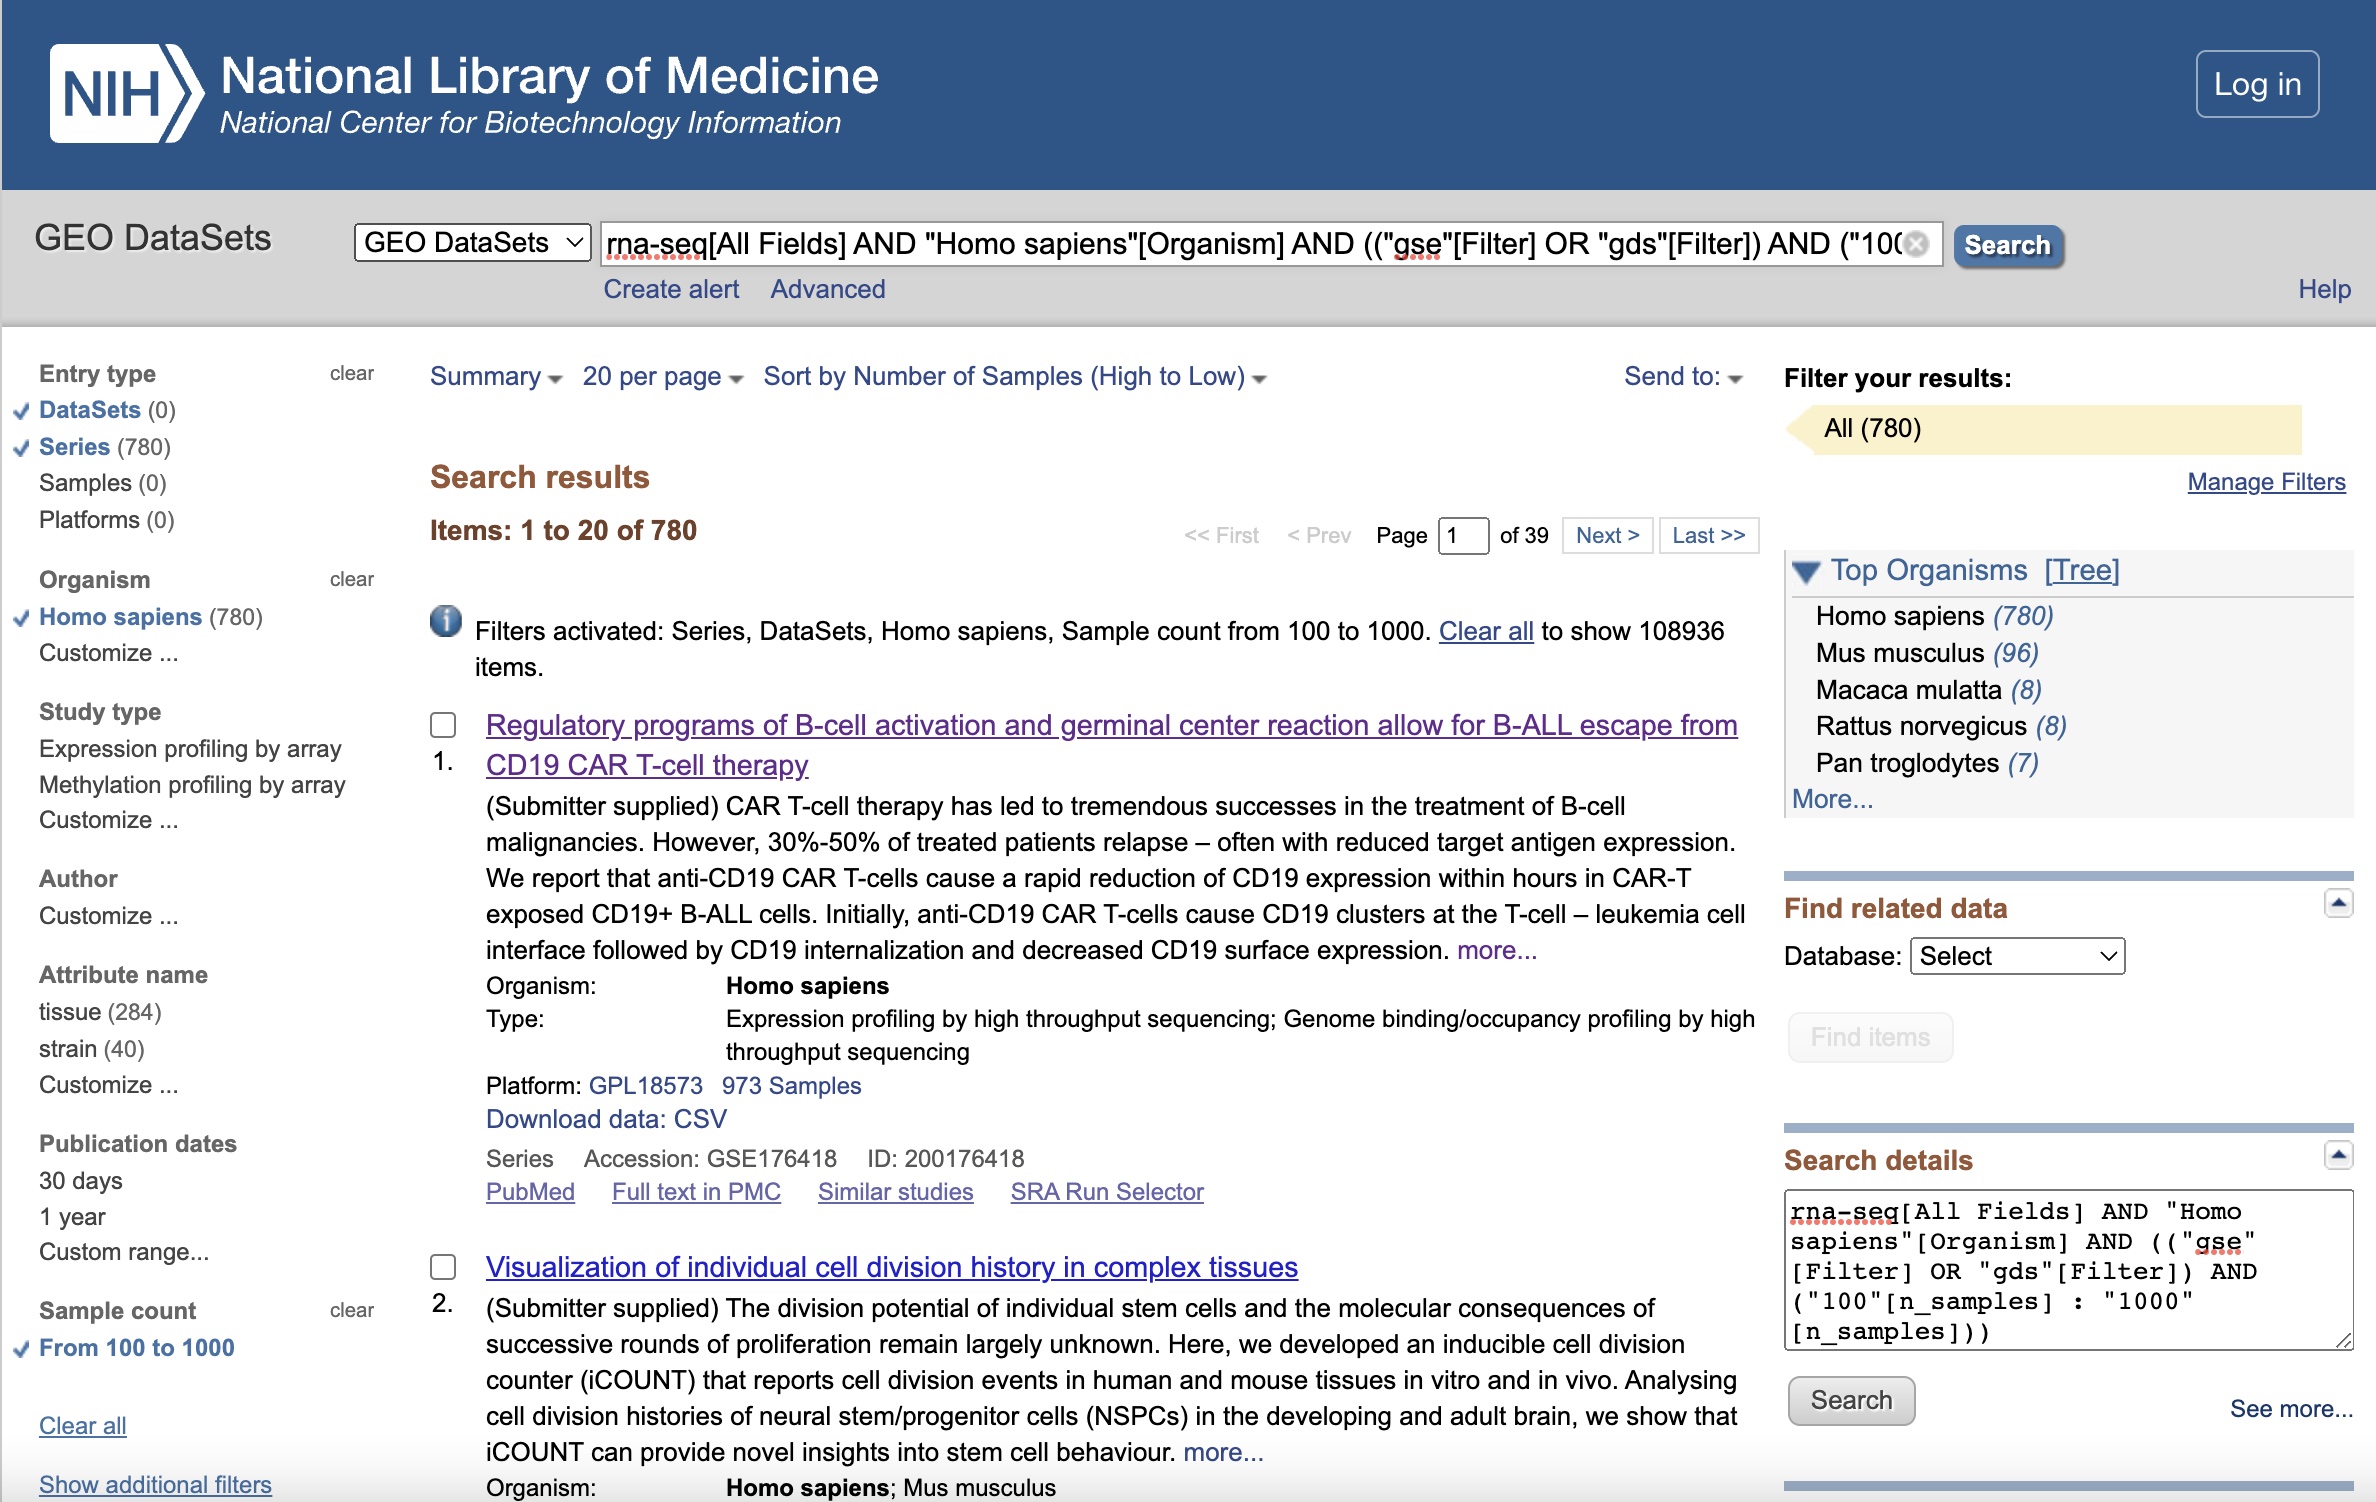 NIH
National Library of Medicine
National Center for Biotechnology Information
Log in
GEO DataSets
GEO DataSets
rna-seq[All Fields] AND "Homo sapiens"[Organism] AND (("gse"[Filter] OR "gds"[Filter]) AND ("100
Search
Create alert
Advanced
Help
Entry type
clear
DataSets (0)
Series (780)
Samples (0)
Platforms (0)
Organism
clear
Homo sapiens (780)
Customize ...
Study type
Expression profiling by array
Methylation profiling by array
Customize ...
Author
Customize ...
Attribute name
tissue (284)
strain (40)
Customize ...
Publication dates
30 days
1 year
Custom range...
Sample count
clear
From 100 to 1000
Clear all
Show additional filters
Summary
20 per page
Sort by Number of Samples (High to Low)
Send to:
Search results
Items: 1 to 20 of 780
<< First
< Prev
Page 1 of 39
Next >
Last >>
Filters activated: Series, DataSets, Homo sapiens, Sample count from 100 to 1000. Clear all to show 108936
items.
Regulatory programs of B-cell activation and germinal center reaction allow for B-ALL escape from
1. CD19 CAR T-cell therapy
(Submitter supplied) CAR T-cell therapy has led to tremendous successes in the treatment of B-cell
malignancies. However, 30%-50% of treated patients relapse – often with reduced target antigen expression.
We report that anti-CD19 CAR T-cells cause a rapid reduction of CD19 expression within hours in CAR-T
exposed CD19+ B-ALL cells. Initially, anti-CD19 CAR T-cells cause CD19 clusters at the T-cell – leukemia cell
interface followed by CD19 internalization and decreased CD19 surface expression. more...
Organism: Homo sapiens
Type: Expression profiling by high throughput sequencing; Genome binding/occupancy profiling by high
throughput sequencing
Platform: GPL18573 973 Samples
Download data: CSV
Series Accession: GSE176418 ID: 200176418
PubMed Full text in PMC Similar studies SRA Run Selector
Visualization of individual cell division history in complex tissues
2. (Submitter supplied) The division potential of individual stem cells and the molecular consequences of
successive rounds of proliferation remain largely unknown. Here, we developed an inducible cell division
counter (iCOUNT) that reports cell division events in human and mouse tissues in vitro and in vivo. Analysing
cell division histories of neural stem/progenitor cells (NSPCs) in the developing and adult brain, we show that
iCOUNT can provide novel insights into stem cell behaviour. more...
Organism: Homo sapiens; Mus musculus
Filter your results:
All (780)
Manage Filters
Top Organisms [Tree]
Homo sapiens (780)
Mus musculus (96)
Macaca mulatta (8)
Rattus norvegicus (8)
Pan troglodytes (7)
More...
Find related data
Database: Select
Find items
Search details
rna-seq[All Fields] AND "Homo
sapiens"[Organism] AND (("gse"
[Filter] OR "gds"[Filter]) AND
("100"[n_samples] : "1000"
[n_samples]))
Search
See more...